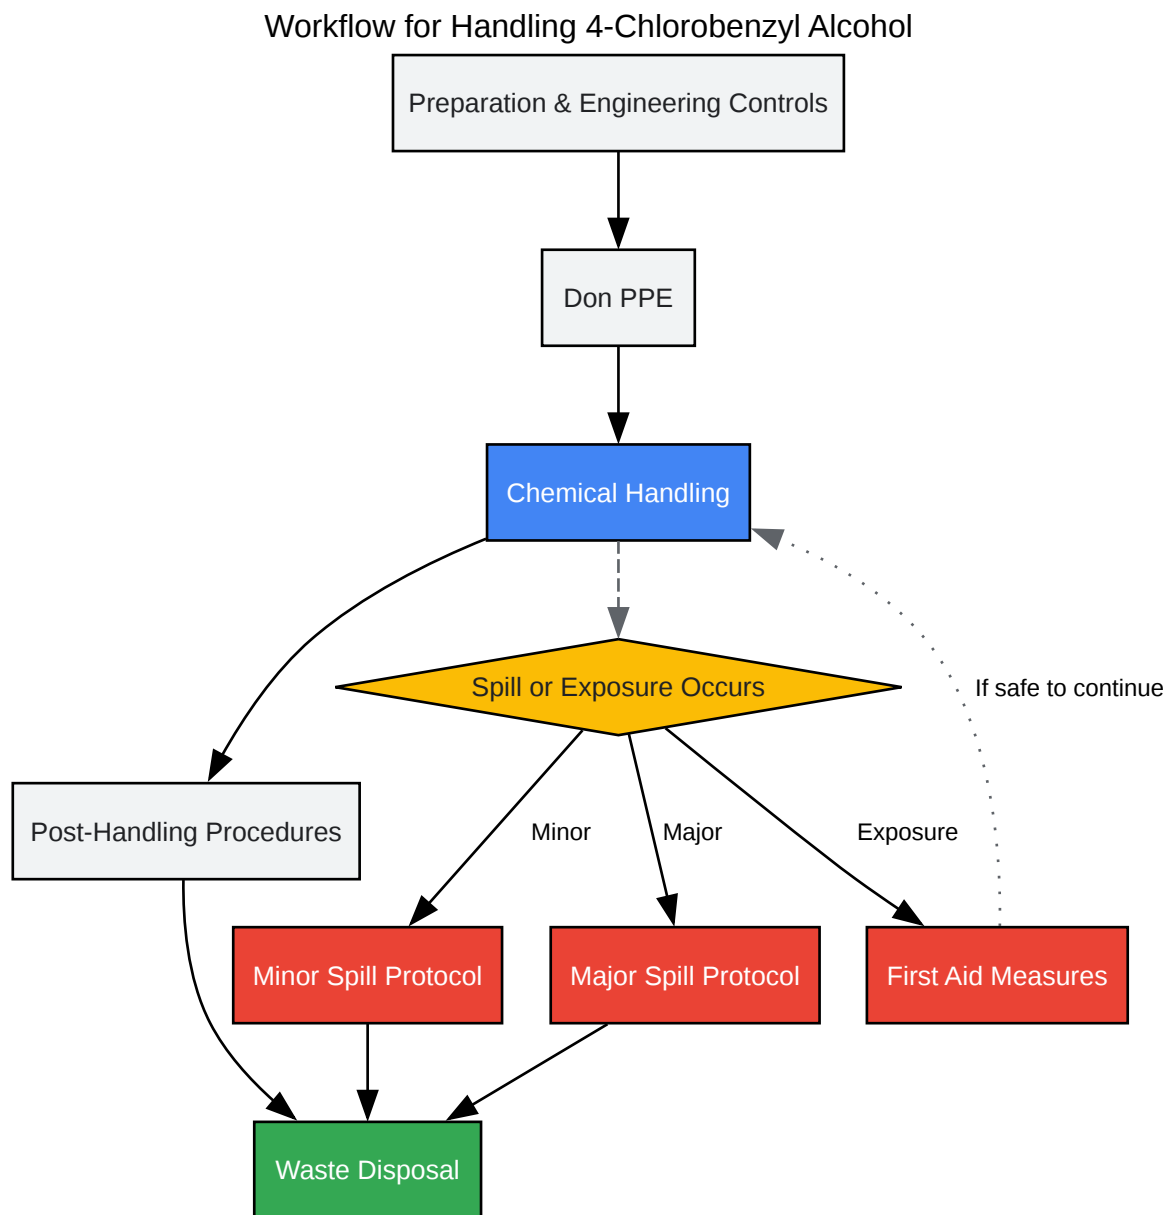 Workflow for Handling 4-Chlorobenzyl Alcohol
Preparation & Engineering Controls
Don PPE
Chemical Handling
Spill or Exposure Occurs
If safe to continue
Post-Handling Procedures
Minor
Major
Exposure
Minor Spill Protocol
Major Spill Protocol
First Aid Measures
Waste Disposal